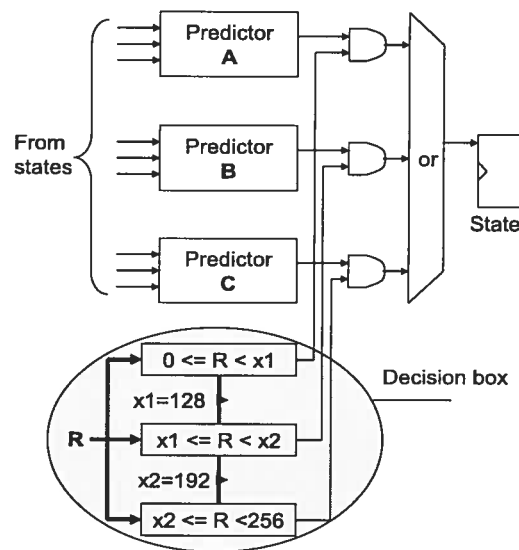 Predictor
A
From
states
Predictor
B
or
State
Predictor
C
0 <= R < x1
Decision box
x1=128
R
x1 <= R < x2
x2=192
x2 <= R <256